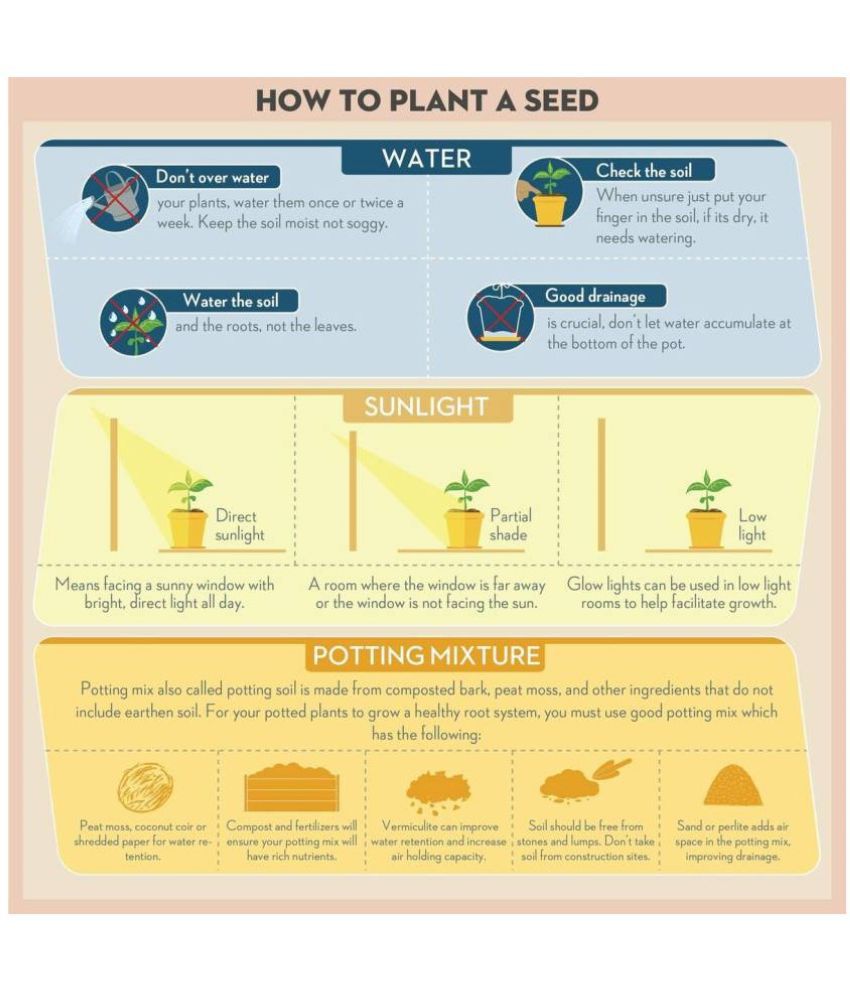 HOW TO PLANT A SEED
WATER
Don't over water
your plants, water them once or twice a
week. Keep the soil moist not soggy.
Check the soil
When unsure just put your
finger in the soil, if its dry, it
needs watering.
Water the soil
and the roots, not the leaves.
Good drainage
is crucial, don't let water accumulate at
the bottom of the pot.
SUNLIGHT
Direct
sunlight
Means facing a sunny window with
bright, direct light all day.
Partial
shade
A room where the window is far away
or the window is not facing the sun.
Low
light
Glow lights can be used in low light
rooms to help facilitate growth.
POTTING MIXTURE
Potting mix also called potting soil is made from composted bark, peat moss, and other ingredients that do not
include earthen soil. For your potted plants to grow a healthy root system, you must use good potting mix which
has the following:
Peat moss, coconut coir or
shredded paper for water re-
tention.
Compost and fertilizers will
ensure your potting mix will
have rich nutrients.
Vermiculite can improve
water retention and increase
air holding capacity.
Soil should be free from
stones and lumps. Don't take
soil from construction sites.
Sand or perlite adds air
space in the potting mix,
improving drainage.